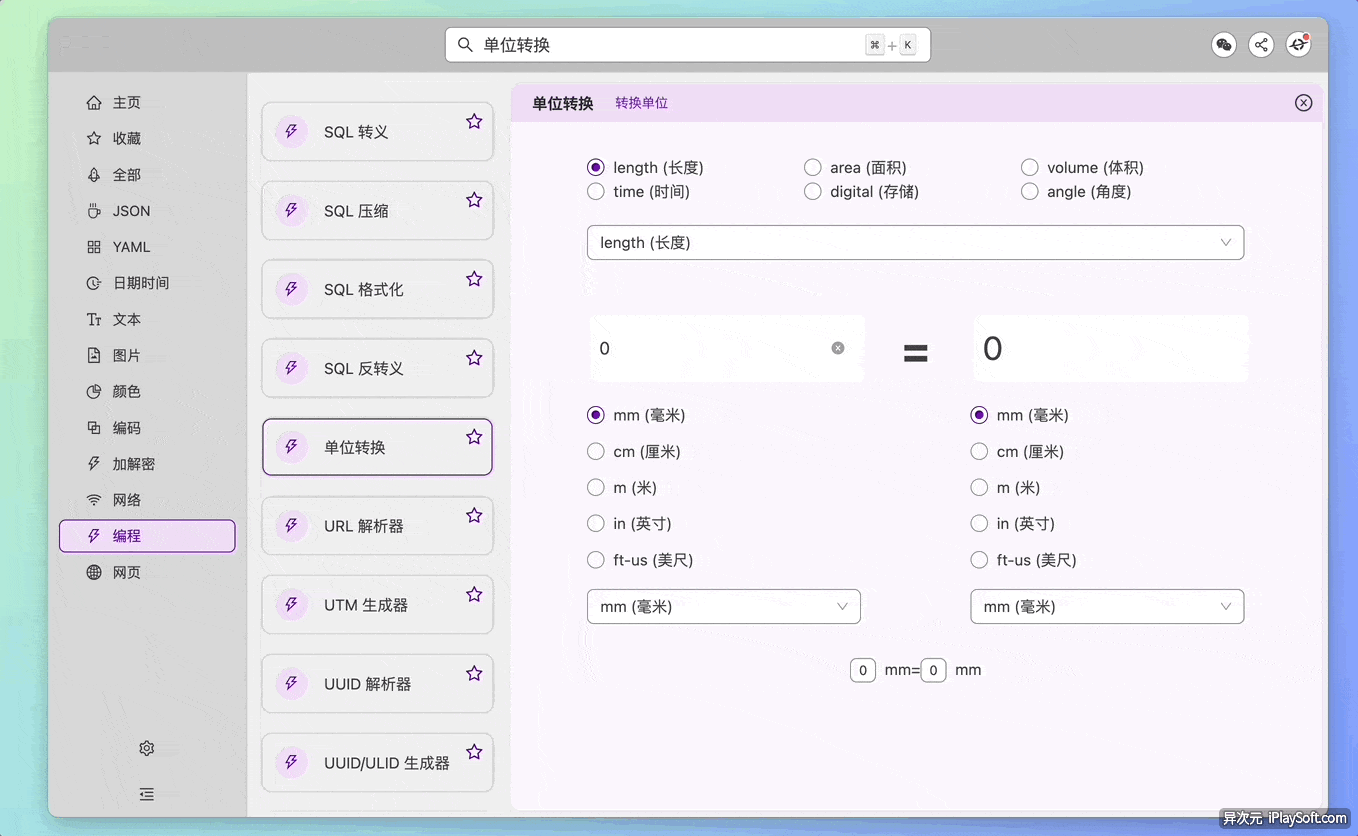 单位转换
⌘ + K
主页
收藏
全部
JSON
YAML
日期时间
文本
图片
颜色
编码
加解密
网络
编程
网页
SQL 转义
SQL 压缩
SQL 格式化
SQL 反转义
单位转换
URL 解析器
UTM 生成器
UUID 解析器
UUID/ULID 生成器
单位转换 转换单位
length (长度) area (面积) volume (体积)
time (时间) digital (存储) angle (角度)
length (长度)
0 = 0
mm (毫米) mm (毫米)
cm (厘米) cm (厘米)
m (米) m (米)
in (英寸) in (英寸)
ft-us (美尺) ft-us (美尺)
mm (毫米) mm (毫米)
0 mm= 0 mm
异次元 iPlaySoft.com